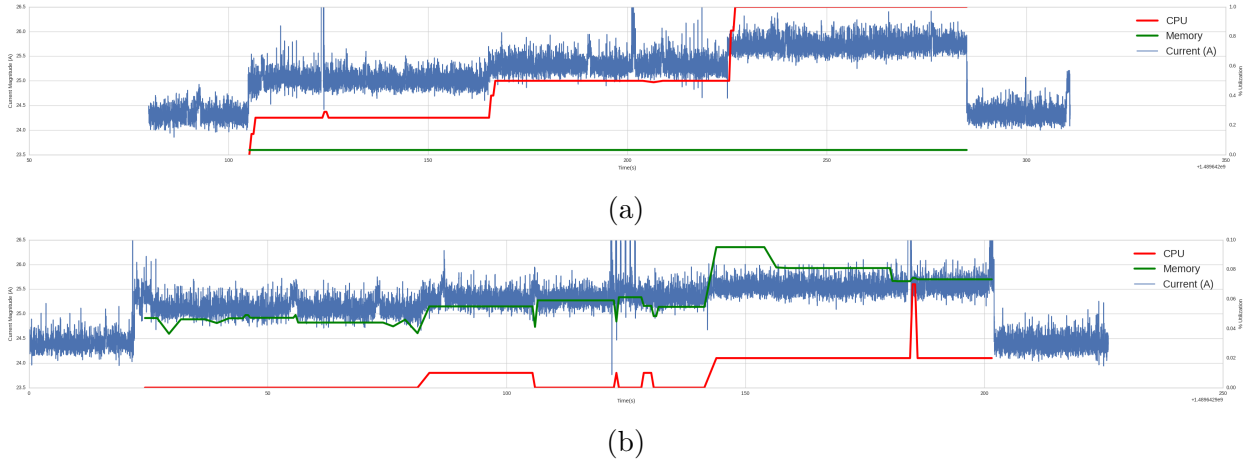 26.5
26.0
25.5
25.0
24.5
24.0
23.5
Current Magnitude (A)
50
100
150
200
250
300
350
Time(s)
+1.489642e9
1.0
0.8
0.6
0.4
0.2
0.0
% Utilization
CPU
Memory
Current (A)
(a)
26.5
26.0
25.5
25.0
24.5
24.0
23.5
Current Magnitude (A)
0
50
100
150
200
250
Time(s)
+1.4896429e9
0.10
0.08
0.06
0.04
0.02
0.00
% Utilization
CPU
Memory
Current (A)
(b)